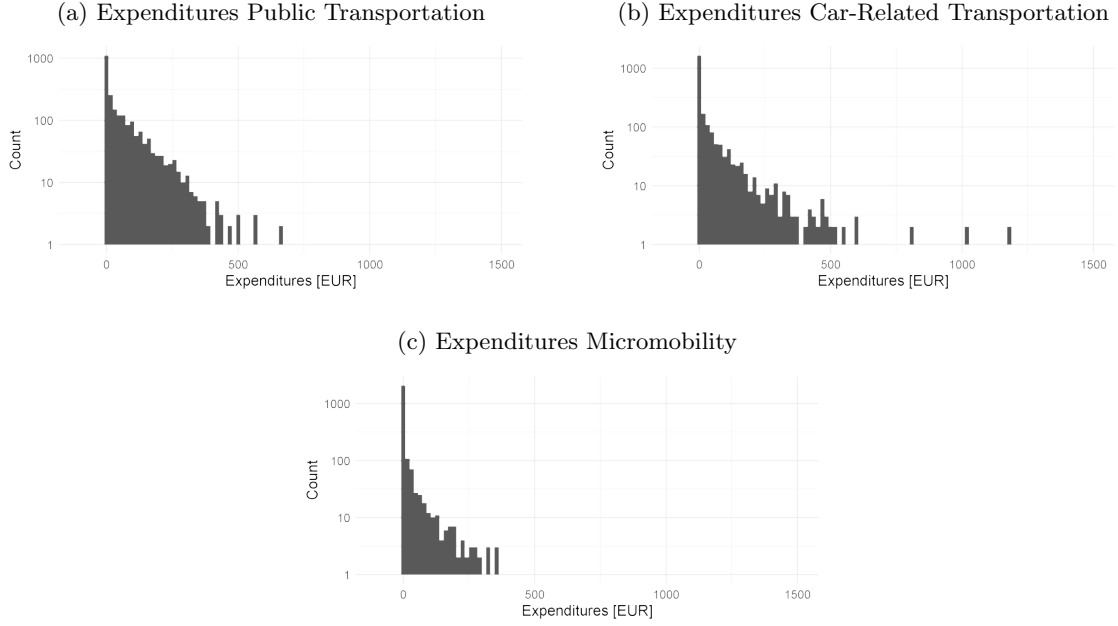 (a) Expenditures Public Transportation
1000
100
10
1
Count
0 500 1000 1500
Expenditures [EUR]
(b) Expenditures Car-Related Transportation
1000
100
10
1
Count
0 500 1000 1500
Expenditures [EUR]
(c) Expenditures Micromobility
1000
100
10
1
Count
0 500 1000 1500
Expenditures [EUR]